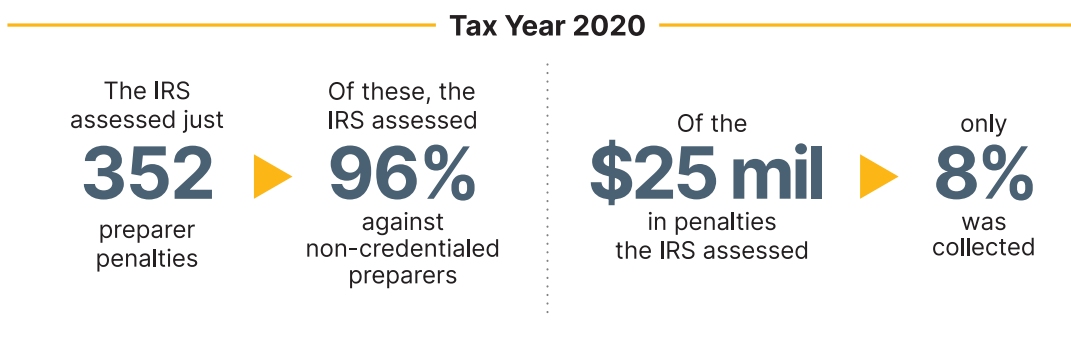 Tax Year 2020
The IRS
assessed just
352
preparer
penalties
Of these, the
IRS assessed
96%
against
non-credentialed
preparers
Of the
$25 mil
in penalties
the IRS assessed
only
8%
was
collected